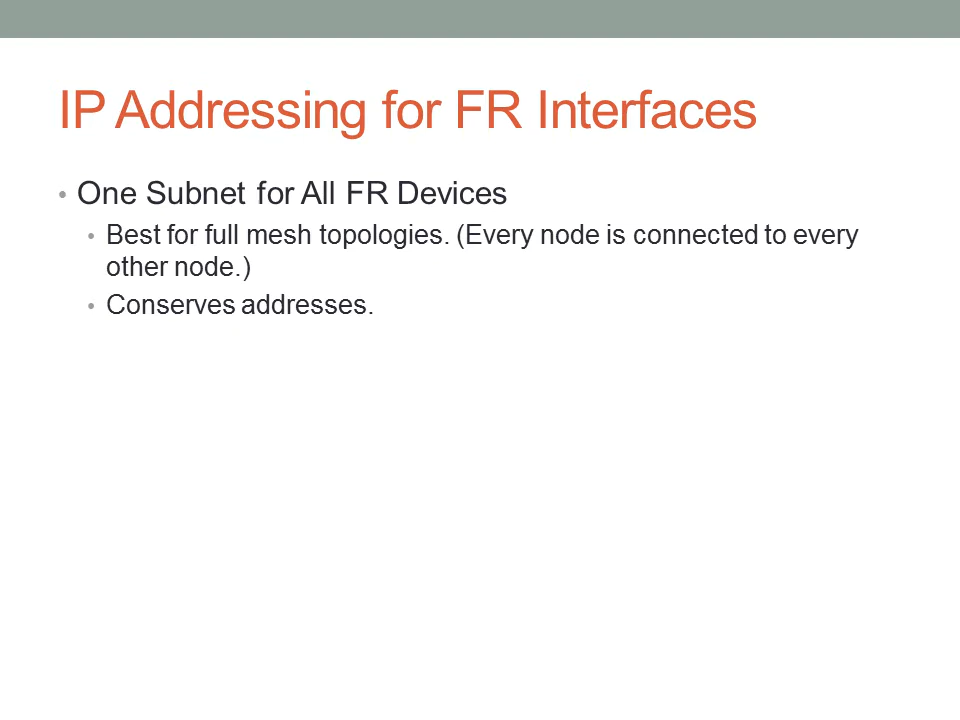 IP Addressing for FR Interfaces
• One Subnet for All FR Devices
• Best for full mesh topologies. (Every node is connected to every
other node.)
• Conserves addresses.